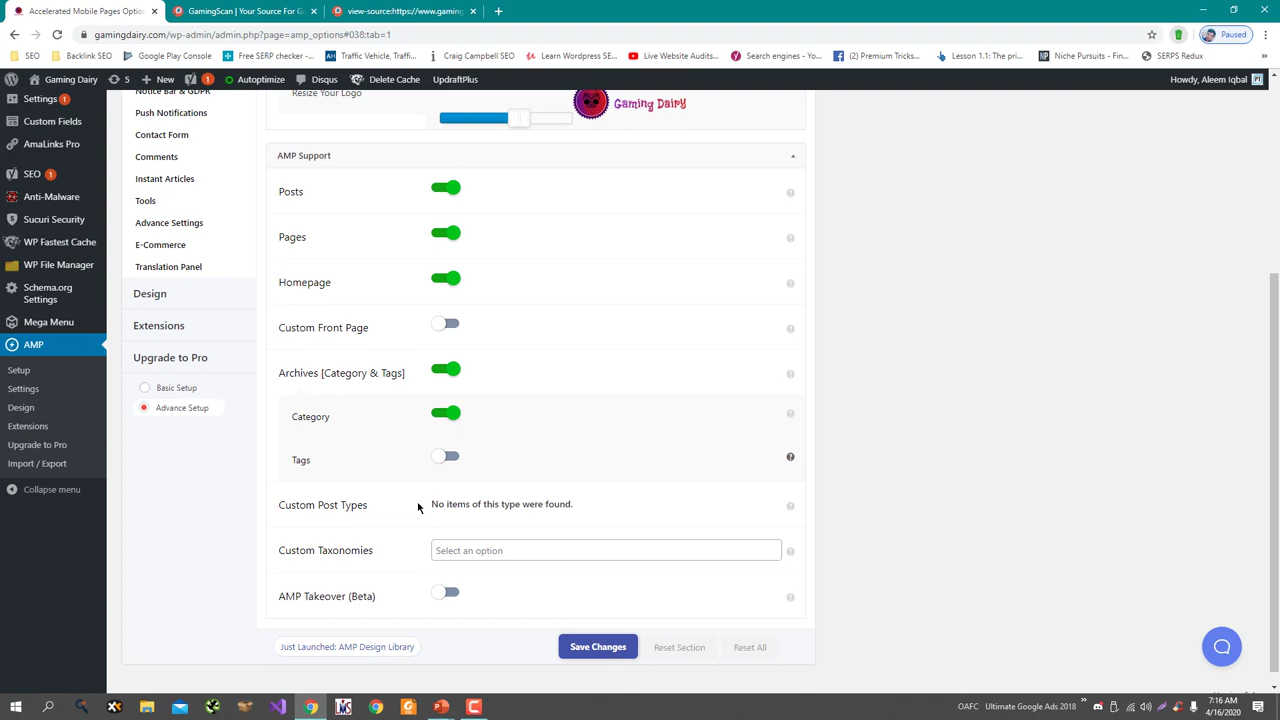 Accelerated Mobile Pages Optio
GamingScan | Your Source For G
view-source:https://www.gaming
gamingdairy.com/wp-admin/admin.php?page=amp_options#038tab=1
Paused
SEO
Backlink SEO
Google Play Console
Free SERP checker -...
Traffic Vehicle, Traffi...
Craig Campbell SEO
Learn Wordpress SE...
Live Website Audits...
Search engines - Yo...
(2) Premium Tricks...
Lesson 1.1: The pri...
Niche Pursuits - Fin...
SERPS Redux
Gaming Dairy
5
New
1
Autoptimize
Disqus
Delete Cache
UpdraftPlus
Howdy, Aleem Iqbal
Settings 1
Custom Fields
AmaLinks Pro
SEO 1
Anti-Malware
Sucuri Security
WP Fastest Cache
WP File Manager
Schema.org
Settings
Mega Menu
AMP
Setup
Settings
Design
Extensions
Upgrade to Pro
Import / Export
Collapse menu
Notice Bar & GDPR
Push Notifications
Contact Form
Comments
Instant Articles
Tools
Advance Settings
E-Commerce
Translation Panel
Design
Extensions
Upgrade to Pro
Basic Setup
Advance Setup
Resize Your Logo
Gaming Dairy
AMP Support
Posts
Pages
Homepage
Custom Front Page
Archives [Category & Tags]
Category
Tags
Custom Post Types
No items of this type were found.
Custom Taxonomies
Select an option
AMP Takeover (Beta)
Just Launched: AMP Design Library
Save Changes
Reset Section
Reset All
OAFC
Ultimate Google Ads 2018
7:16 AM
4/16/2020